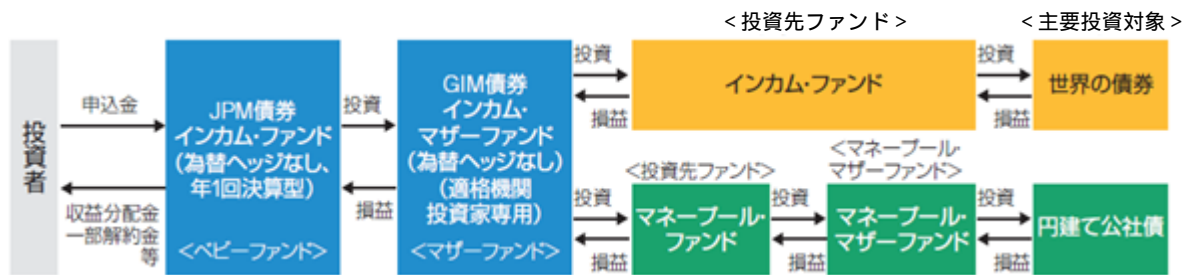 <投資先ファンド>
<主要投資対象>
投資者
申込金
収益分配金
一部解約金
等
JPM債券
インカム・ファンド
(為替ヘッジなし、
年1回決算型)
<ベビーファンド>
投資
損益
GIM債券
インカム・
マザーファンド
(為替ヘッジなし)
(適格機関
投資家専用)
<マザーファンド>
投資
損益
インカム・ファンド
投資
損益
世界の債券
投資
損益
<投資先ファンド>
マネープール・
ファンド
投資
損益
<マネープール・
マザーファンド>
マネープール・
マザーファンド
投資
損益
円建て公社債